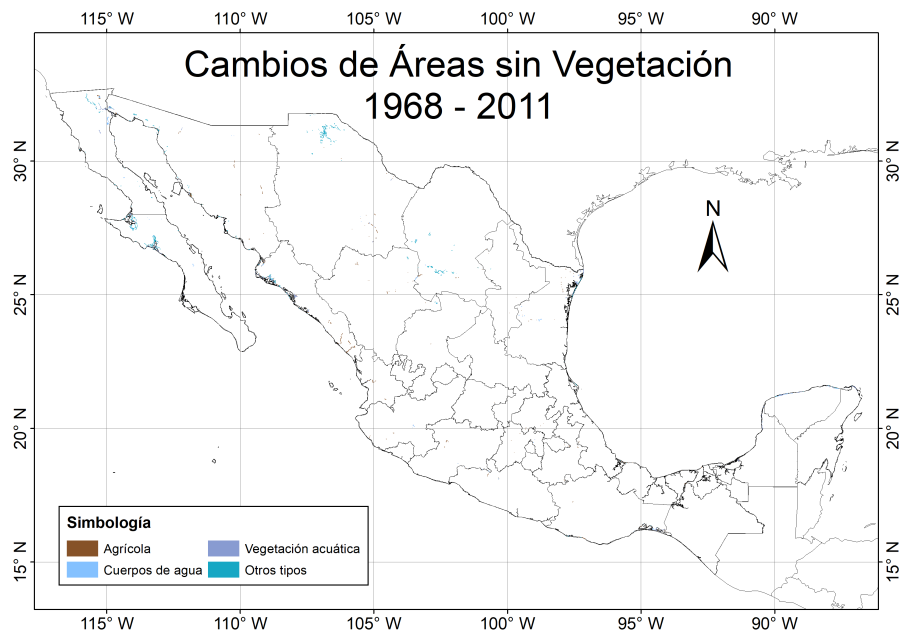 115° W 110° W 105° W 100° W 95° W 90° W
Cambios de Áreas sin Vegetación
1968 - 2011
30° N 30° N
N
25° N 25° N
20° N 20° N
Simbología
Agrícola Vegetación acuática
Cuerpos de agua Otros tipos
15° N 15° N
115° W 110° W 105° W 100° W 95° W 90° W